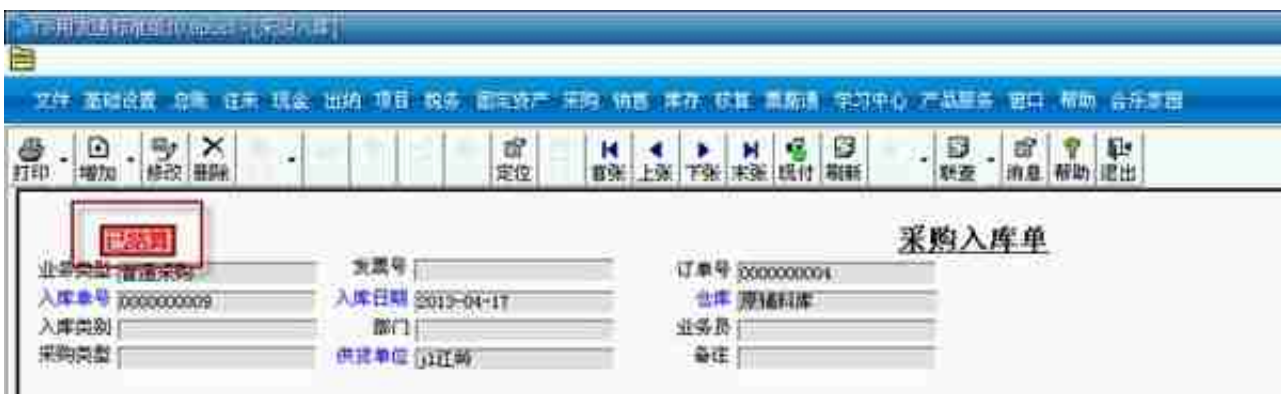 文件 基础设置 总账 往来 现金 出纳 项目 税务 固定资产 采购 销售 库存 核算 票易通 学习中心 产品服务 窗口 帮助
打印 增加 修改 删除 定位 首张 上张 下张 末张 现付 刷新 联查 消息 帮助 退出
采购入库单
业务类型 普通采购 发票号 订单号 0000000004
入库单号 0000000009 入库日期 2013-04-17 仓库 原辅料库
入库类别 部门 业务员
采购类型 供货单位 备注